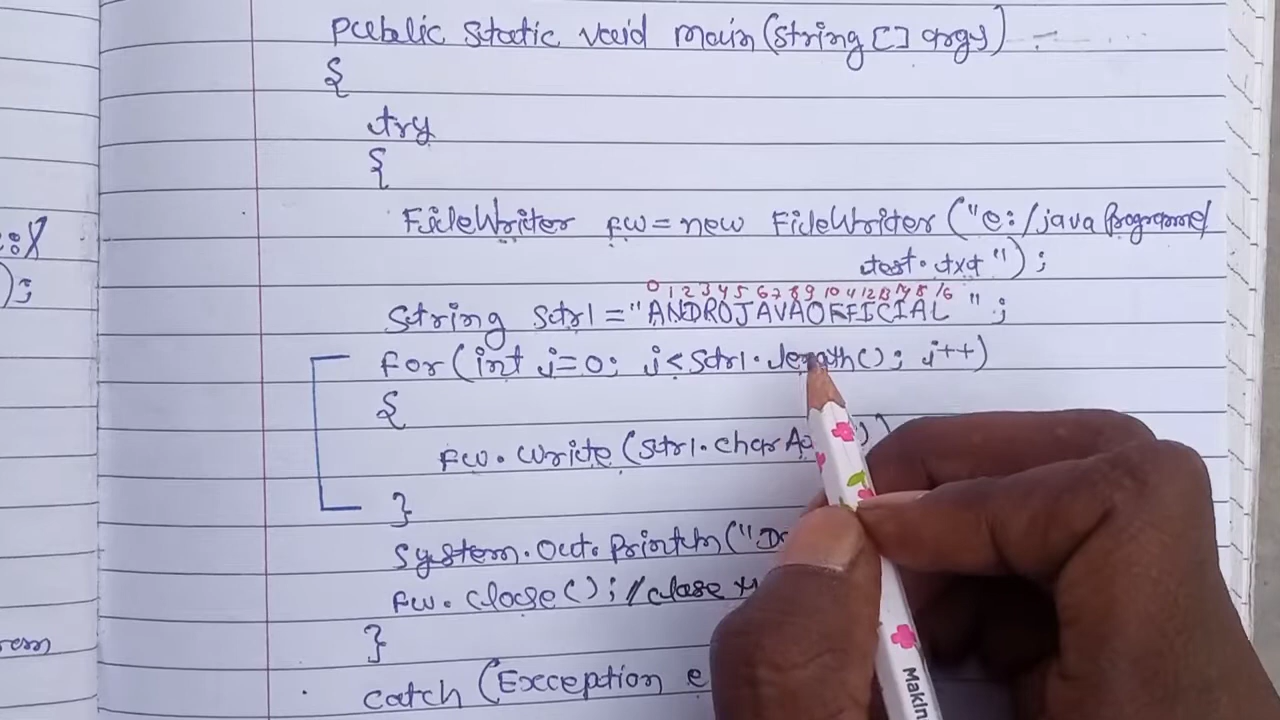 public static void main(string [] args)
{
try
{
FileWriter fw = new FileWriter ("e:/java programme/
test.txt");
0 1 2 3 4 5 6 7 8 9 10 11 12 13 14 15 16
String str1 = "ANDROJAVAOFFICIAL ";
for(int i=0; i<str1.length(); i++)
{
fw.write (str1.charA
}
System.out.println("D
fw.close(); //close
}
catch (Exception e
);
Makin